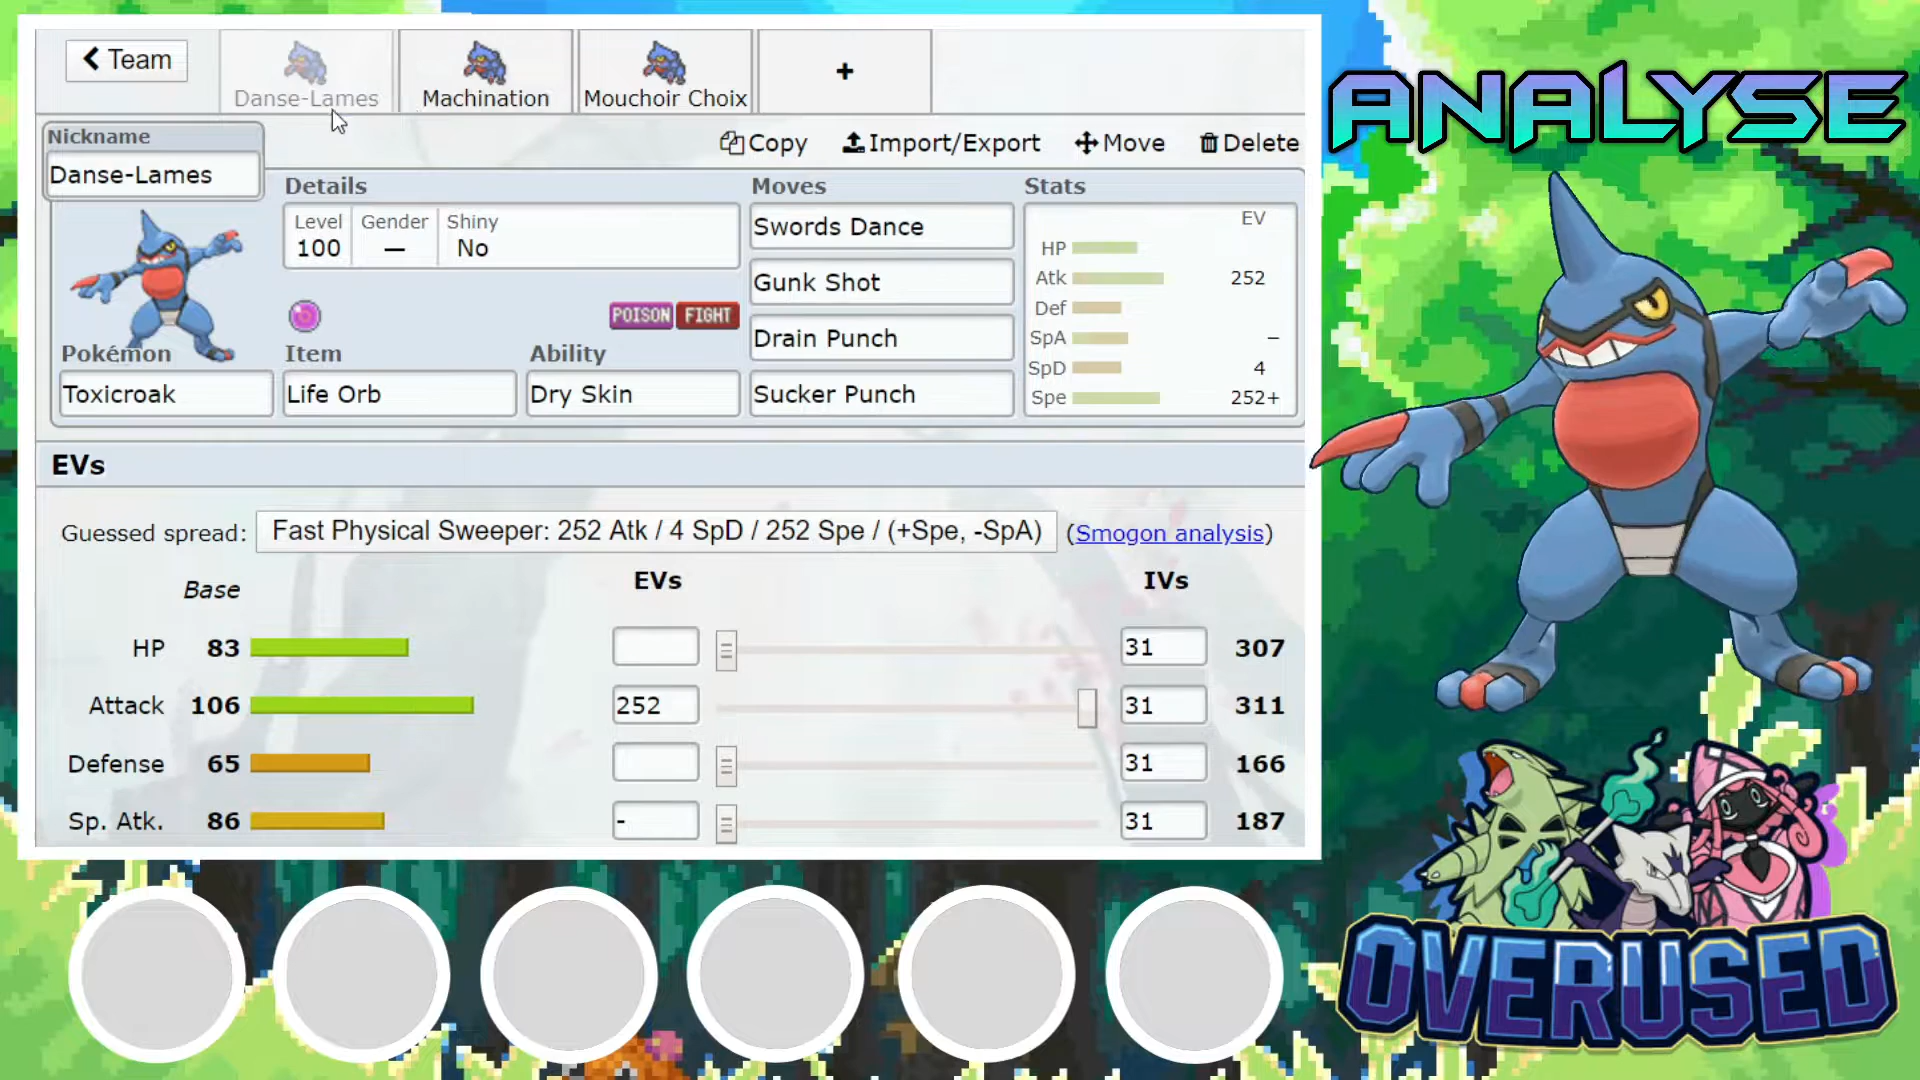 Team
Danse-Lames
Machination
Mouchoir Choix
+
ANALYSE
Copy
Import/Export
Move
Delete
Nickname
Danse-Lames
Details
Level
Gender
Shiny
100
—
No
POISON
FIGHT
Pokémon
Item
Ability
Toxicroak
Life Orb
Dry Skin
Moves
Swords Dance
Gunk Shot
Drain Punch
Sucker Punch
Stats
EV
HP
Atk 252
Def
SpA –
SpD 4
Spe 252+
EVs
Guessed spread: Fast Physical Sweeper: 252 Atk / 4 SpD / 252 Spe / (+Spe, -SpA) (Smogon analysis)
Base EVs IVs
HP 83 31 307
Attack 106 252 31 311
Defense 65 31 166
Sp. Atk. 86 - 31 187
OVERUSED